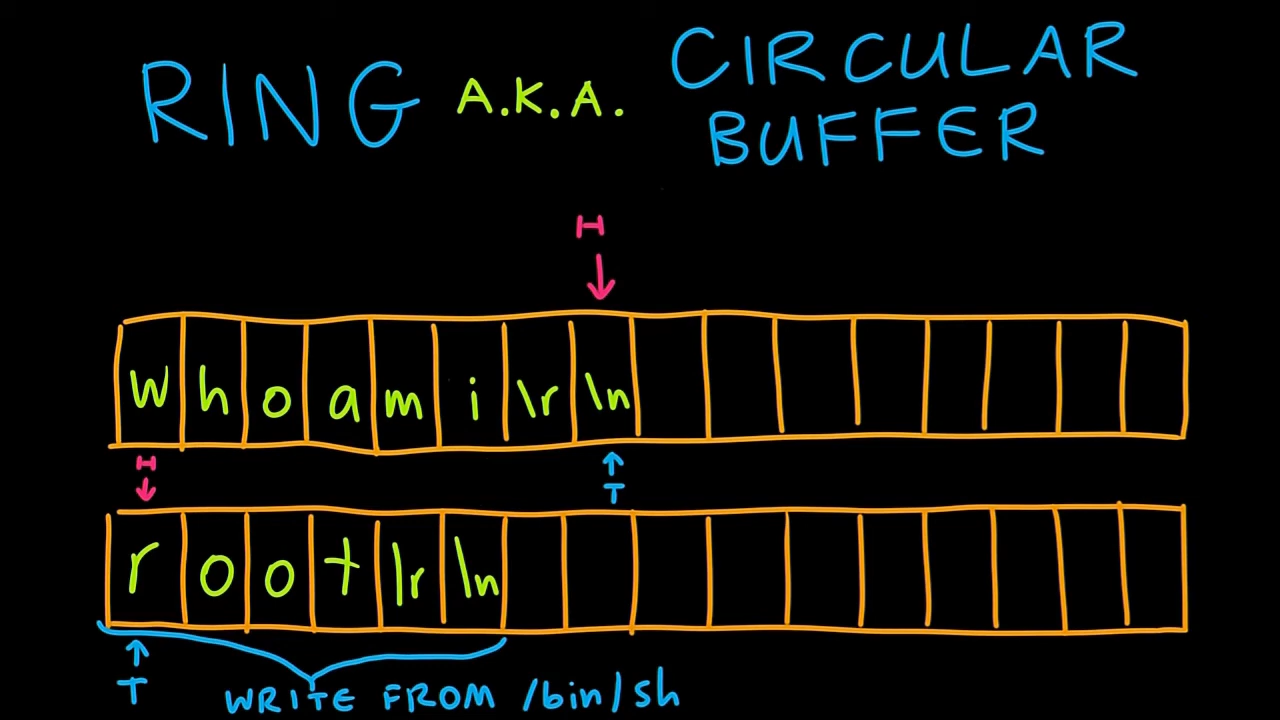 RING A.K.A. CIRCULAR BUFFER
H
w h o a m i \r \n
H
T
r o o t \r \n
T
WRITE FROM /bin/sh